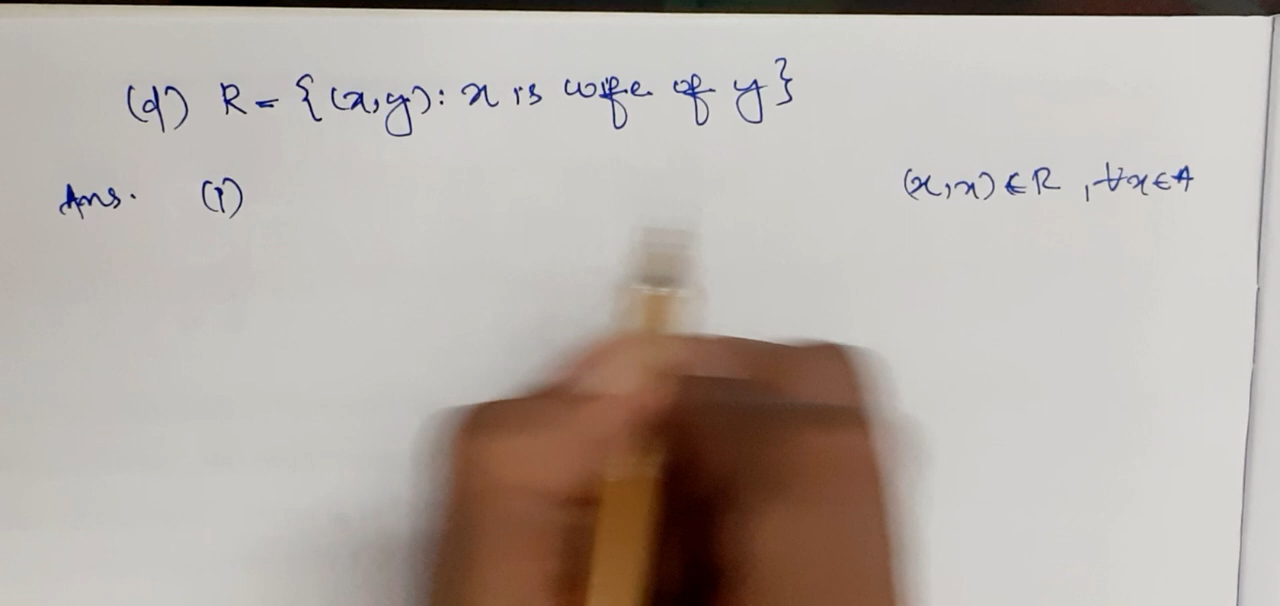 (d) R = {(x,y): x is wife of y}
Ans. (i) (x,x) ∈ R , ∀x∈A